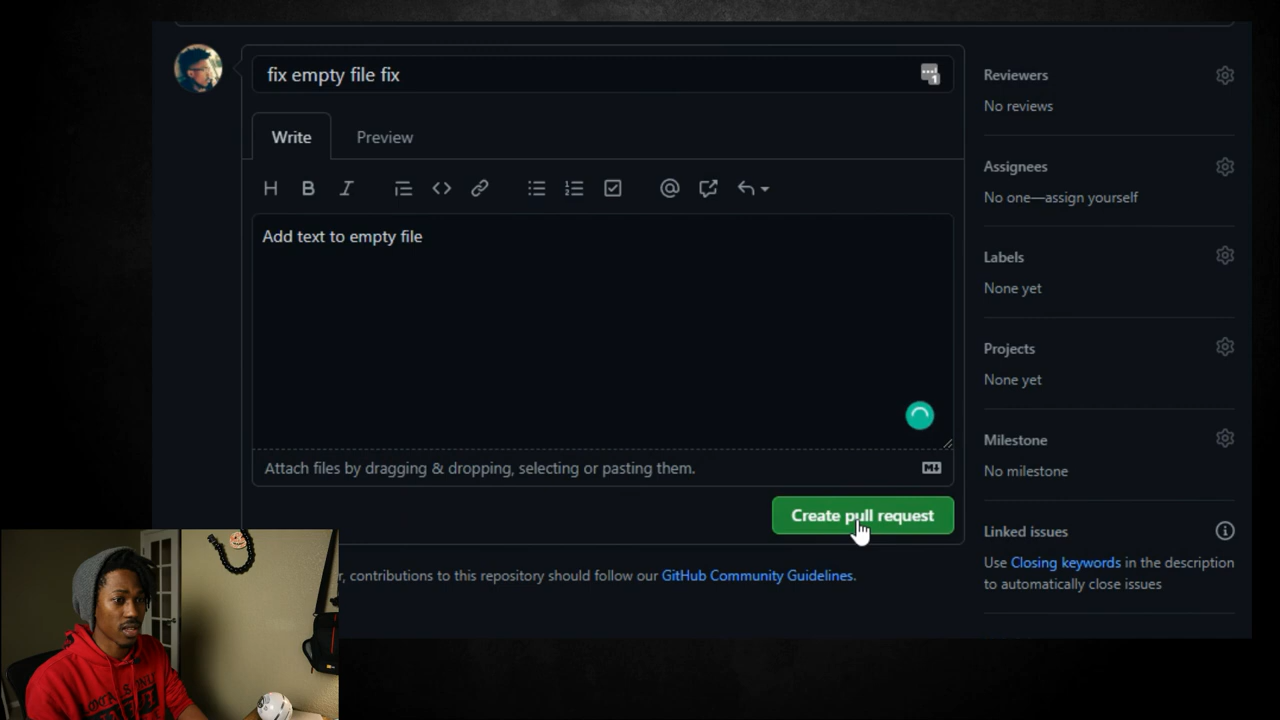 fix empty file fix
Write
Preview
Add text to empty file
Attach files by dragging & dropping, selecting or pasting them.
Create pull request
r, contributions to this repository should follow our GitHub Community Guidelines.
Reviewers
No reviews
Assignees
No one—assign yourself
Labels
None yet
Projects
None yet
Milestone
No milestone
Linked issues
Use Closing keywords in the description
to automatically close issues